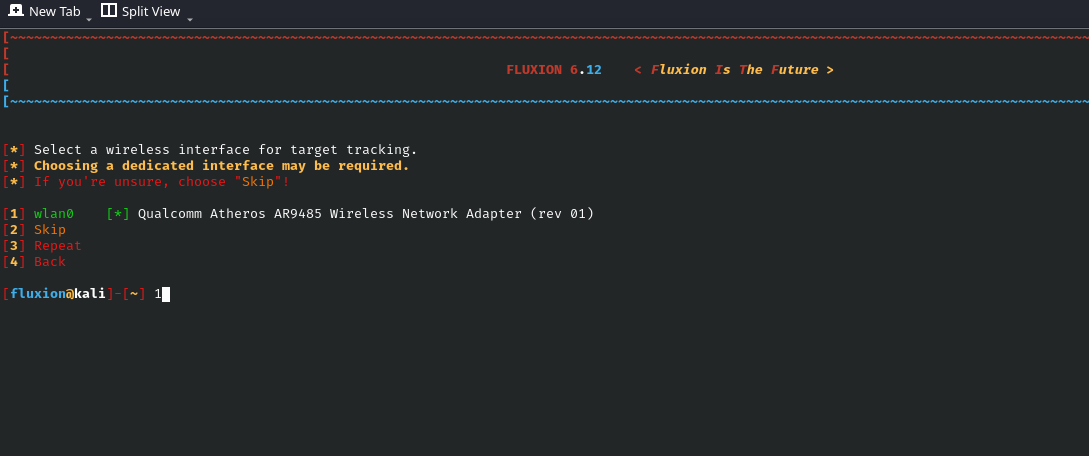 New Tab Split View
[~~~~~~~~~~~~~~~~~~~~~~~~~~~~~~~~~~~~~~~~~~~~~~~~~~~~~~~~~~~~~~~~~~~~~~~~~~~~~~~~~~~~~~~~~~~~~~~~~~~~~~~~~~~~~~~~~~~~~~~~~~~~~~~~~~~~~~~
[
[ FLUXION 6.12 < Fluxion Is The Future >
[
[~~~~~~~~~~~~~~~~~~~~~~~~~~~~~~~~~~~~~~~~~~~~~~~~~~~~~~~~~~~~~~~~~~~~~~~~~~~~~~~~~~~~~~~~~~~~~~~~~~~~~~~~~~~~~~~~~~~~~~~~~~~~~~~~~~~~~~~
[*] Select a wireless interface for target tracking.
[*] Choosing a dedicated interface may be required.
[*] If you're unsure, choose "Skip"!
[1] wlan0 [*] Qualcomm Atheros AR9485 Wireless Network Adapter (rev 01)
[2] Skip
[3] Repeat
[4] Back
[fluxion@kali]-[~] 1